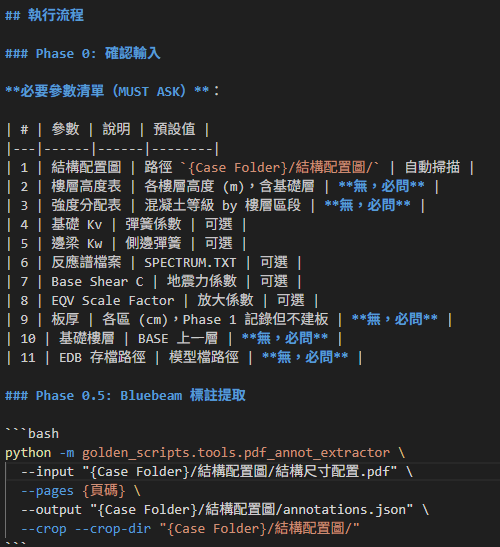 ## 執行流程
### Phase 0: 確認輸入
**必要參數清單（MUST ASK）**：
| # | 參數 | 說明 | 預設值 |
|---|------|------|--------|
| 1 | 結構配置圖 | 路徑 `{Case Folder}/結構配置圖/` | 自動掃描 |
| 2 | 樓層高度表 | 各樓層高度 (m)，含基礎層 | **無，必問** |
| 3 | 強度分配表 | 混凝土等級 by 樓層區段 | **無，必問** |
| 4 | 基礎 Kv | 彈簧係數 | 可選 |
| 5 | 邊梁 Kw | 側邊彈簧 | 可選 |
| 6 | 反應譜檔案 | SPECTRUM.TXT | 可選 |
| 7 | Base Shear C | 地震力係數 | 可選 |
| 8 | EQV Scale Factor | 放大係數 | 可選 |
| 9 | 板厚 | 各區 (cm)，Phase 1 記錄但不建板 | **無，必問** |
| 10 | 基礎樓層 | BASE 上一層 | **無，必問** |
| 11 | EDB 存檔路徑 | 模型檔路徑 | **無，必問** |
### Phase 0.5: Bluebeam 標註提取
```bash
python -m golden_scripts.tools.pdf_annot_extractor \
--input "{Case Folder}/結構配置圖/結構尺寸配置.pdf" \
--pages {頁碼} \
--output "{Case Folder}/結構配置圖/annotations.json" \
--crop --crop-dir "{Case Folder}/結構配置圖/"
```